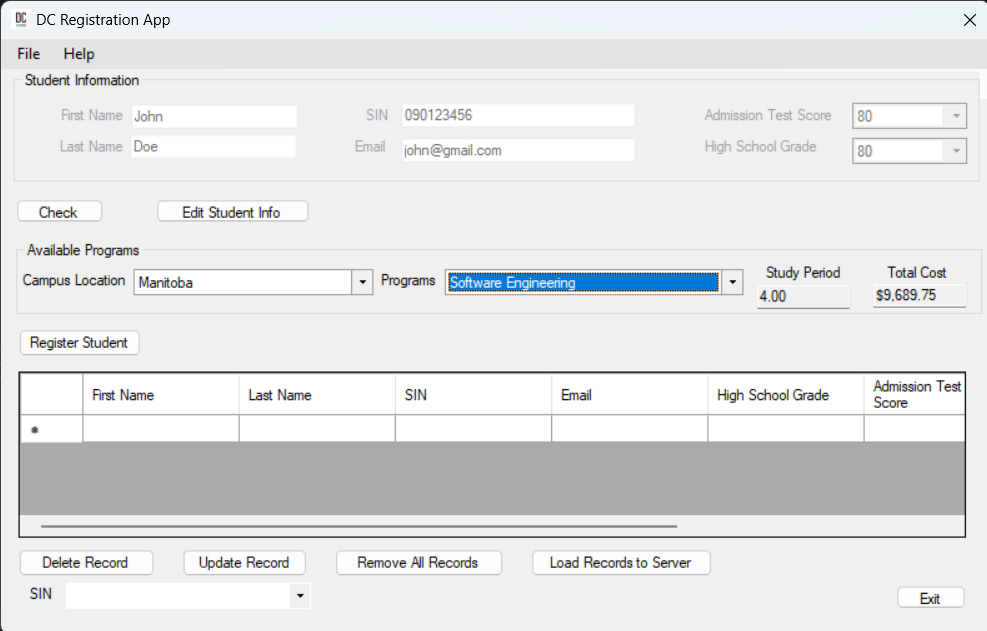 DC DC Registration App
File Help
Student Information
First Name John SIN 090123456 Admission Test Score 80
Last Name Doe Email john@gmail.com High School Grade 80
Check Edit Student Info
Available Programs
Campus Location Manitoba Programs Software Engineering Study Period 4.00 Total Cost $9,689.75
Register Student
First Name Last Name SIN Email High School Grade Admission Test Score
*
Delete Record Update Record Remove All Records Load Records to Server
SIN
Exit